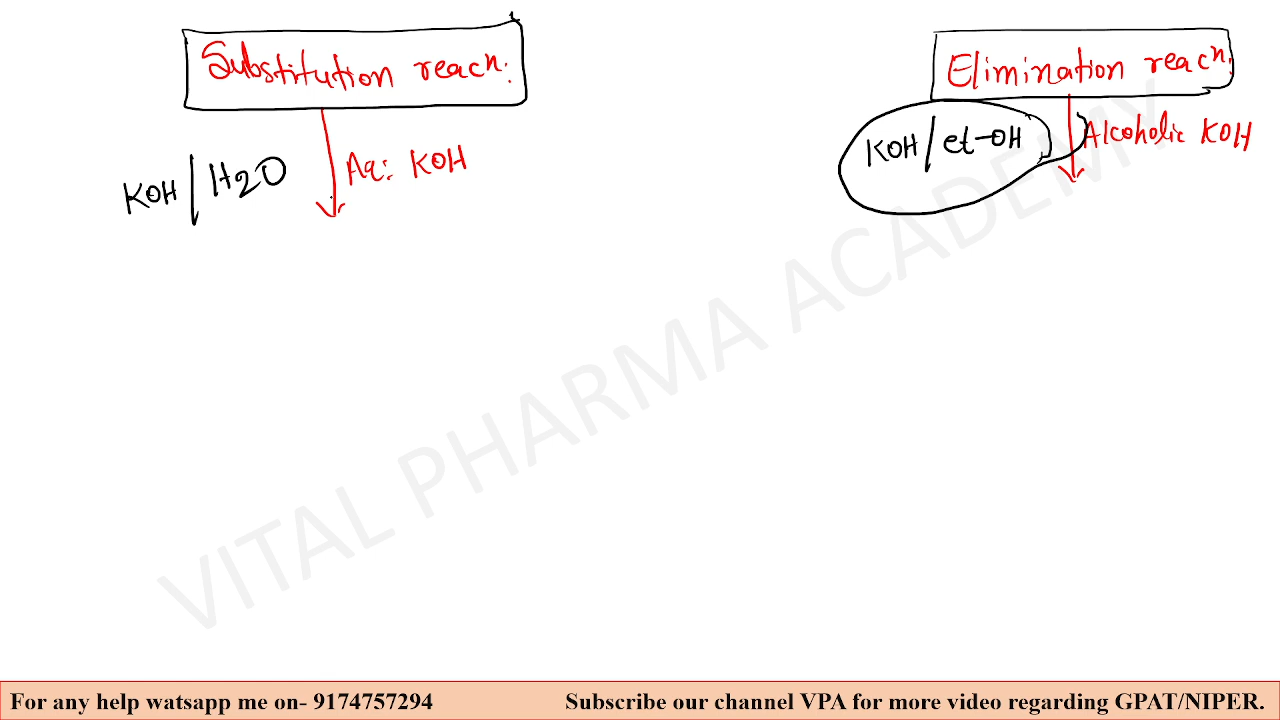 Substitution reacn:
Aq: KOH
KOH | H2O
Elimination reacn:
KOH | et-OH
Alcoholic KOH
VITAL PHARMA ACADEMY
For any help watsapp me on- 9174757294
Subscribe our channel VPA for more video regarding GPAT/NIPER.